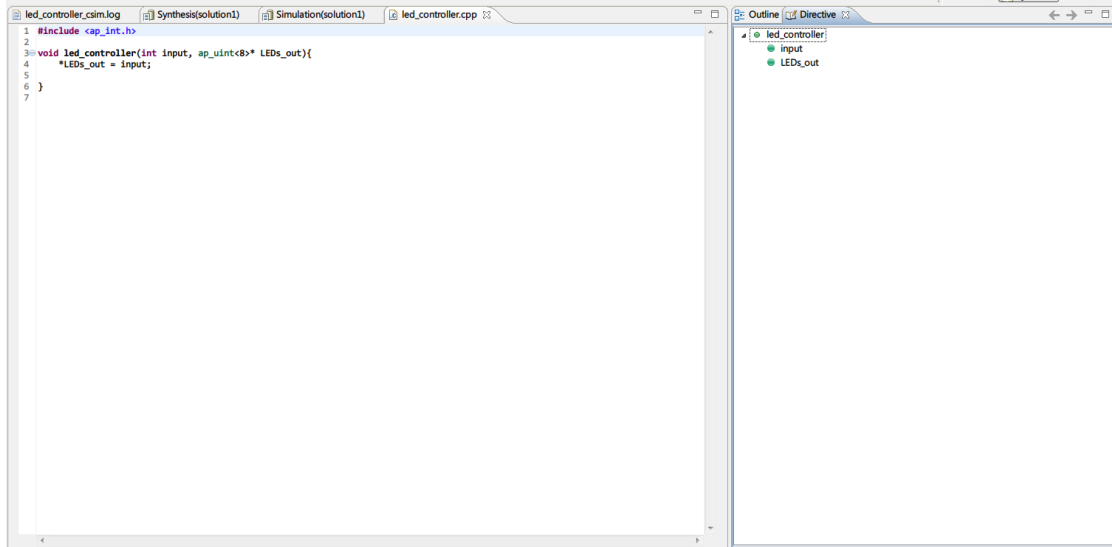 led_controller_csim.log Synthesis(solution1) Simulation(solution1) led_controller.cpp
1 #include <ap_int.h>
2
3 void led_controller(int input, ap_uint<8>* LEDs_out){
4 *LEDs_out = input;
5
6 }
7
Outline Directive
led_controller
input
LEDs_out